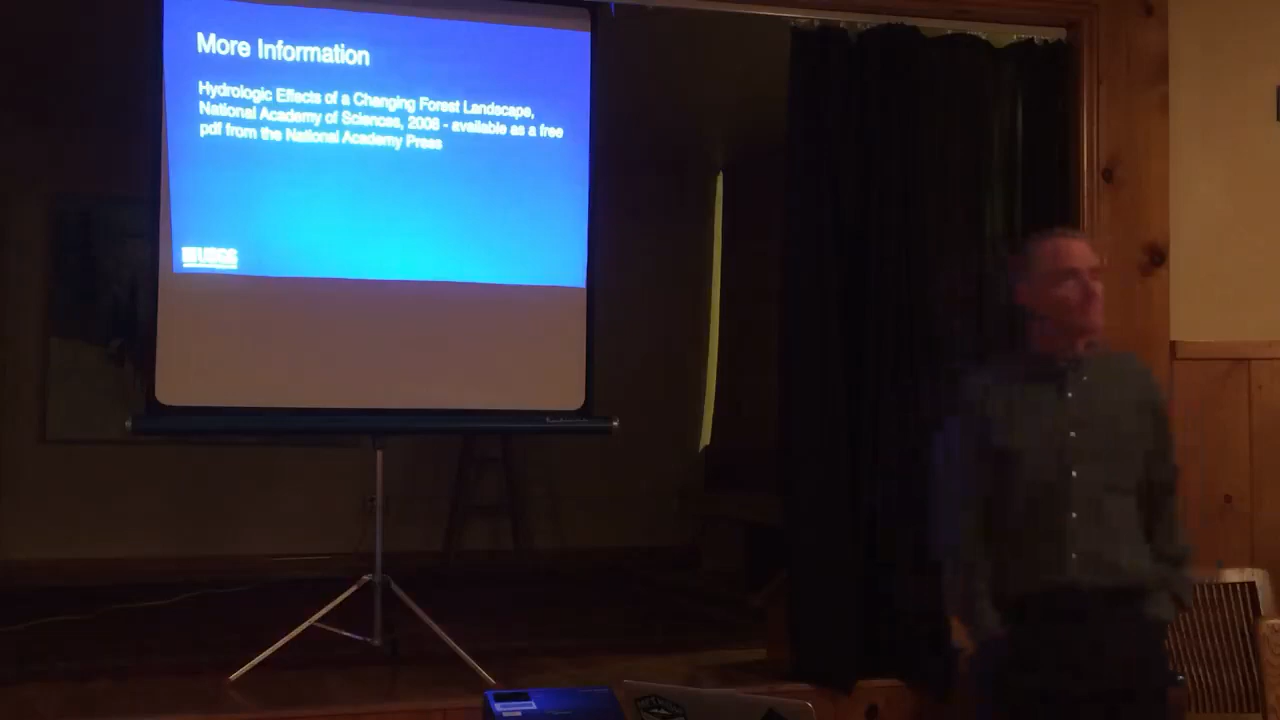 More Information
Hydrologic Effects of a Changing Forest Landscape,
National Academy of Sciences, 2008 - available as a free
pdf from the National Academy Press
USGS